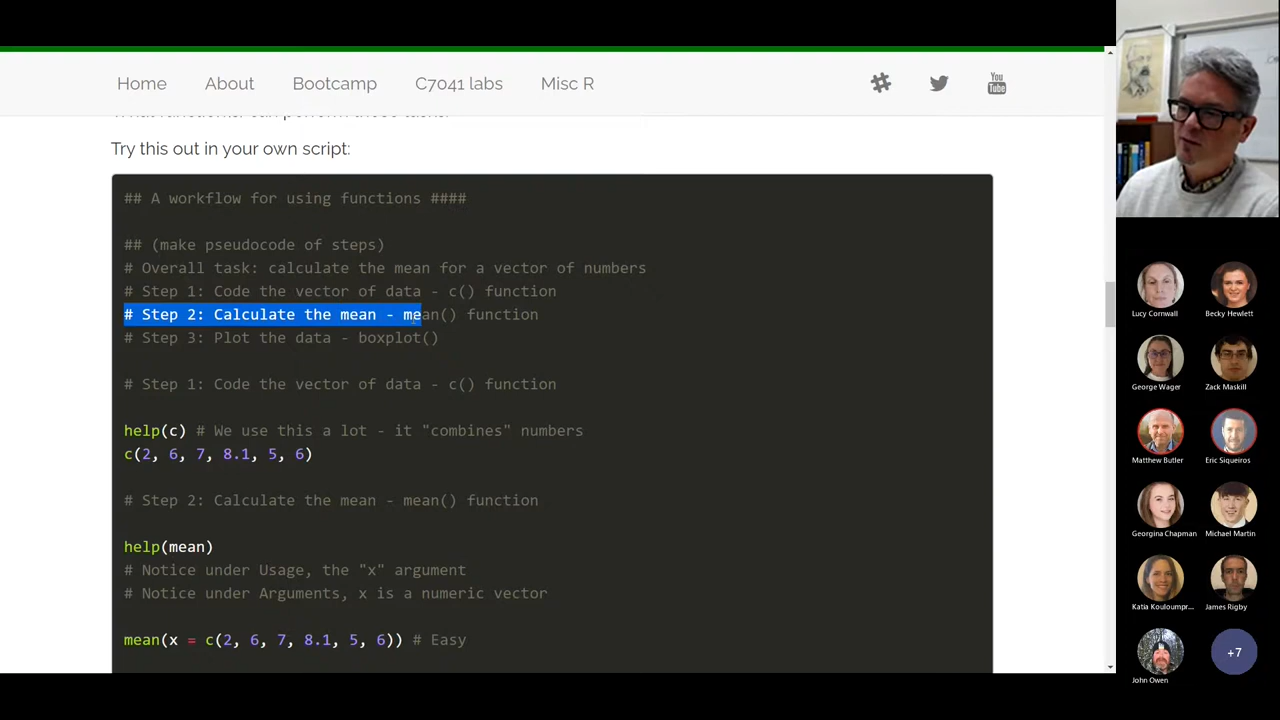 Home About Bootcamp C7041 labs Misc R
You Tube
Try this out in your own script:
## A workflow for using functions ####
## (make pseudocode of steps)
# Overall task: calculate the mean for a vector of numbers
# Step 1: Code the vector of data - c() function
# Step 2: Calculate the mean - mean() function
# Step 3: Plot the data - boxplot()
# Step 1: Code the vector of data - c() function
help(c) # We use this a lot - it "combines" numbers
c(2, 6, 7, 8.1, 5, 6)
# Step 2: Calculate the mean - mean() function
help(mean)
# Notice under Usage, the "x" argument
# Notice under Arguments, x is a numeric vector
mean(x = c(2, 6, 7, 8.1, 5, 6)) # Easy
Lucy Cornwall Becky Hewlett
George Wager Zack Maskill
Matthew Butler Eric Siqueiros
Georgina Chapman Michael Martin
Katia Kouloumpr... James Rigby
John Owen +7